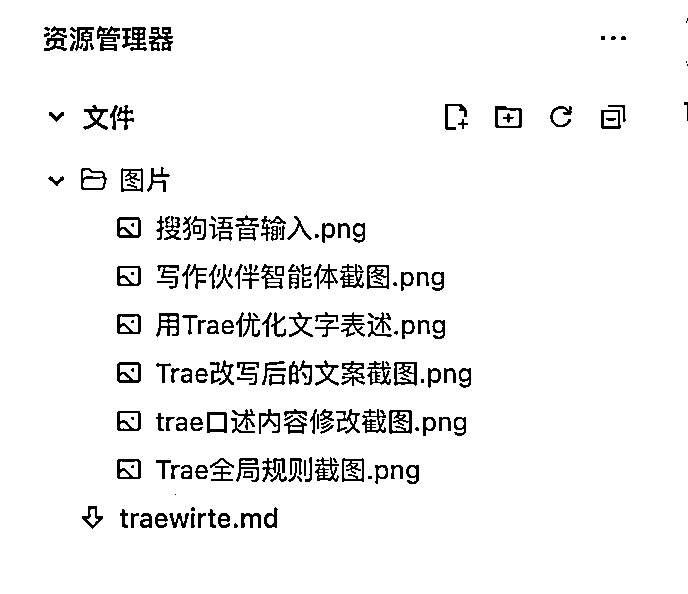 资源管理器
文件
图片
搜狗语音输入.png
写作伙伴智能体截图.png
用Trae优化文字表述.png
Trae改写后的文案截图.png
trae口述内容修改截图.png
Trae全局规则截图.png
traewirte.md